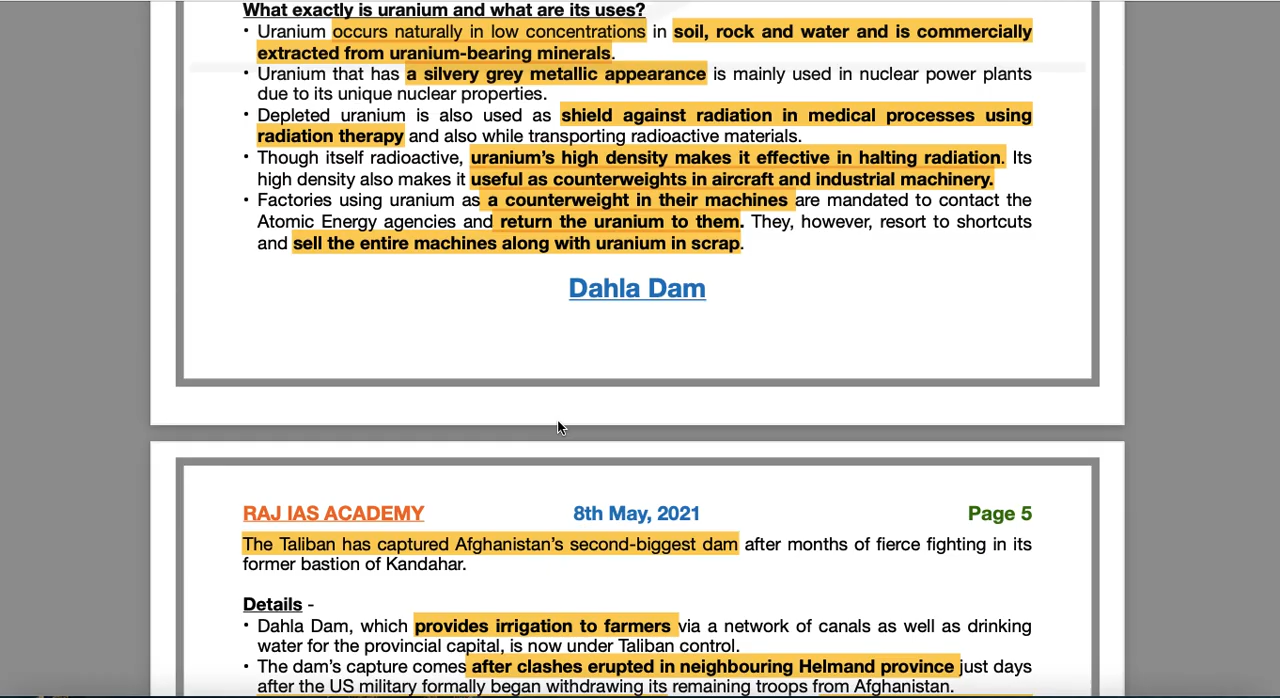 What exactly is uranium and what are its uses?
• Uranium occurs naturally in low concentrations in soil, rock and water and is commercially
extracted from uranium-bearing minerals.
• Uranium that has a silvery grey metallic appearance is mainly used in nuclear power plants
due to its unique nuclear properties.
• Depleted uranium is also used as shield against radiation in medical processes using
radiation therapy and also while transporting radioactive materials.
• Though itself radioactive, uranium’s high density makes it effective in halting radiation. Its
high density also makes it useful as counterweights in aircraft and industrial machinery.
• Factories using uranium as a counterweight in their machines are mandated to contact the
Atomic Energy agencies and return the uranium to them. They, however, resort to shortcuts
and sell the entire machines along with uranium in scrap.
Dahla Dam
RAJ IAS ACADEMY 8th May, 2021 Page 5
The Taliban has captured Afghanistan’s second-biggest dam after months of fierce fighting in its
former bastion of Kandahar.
Details -
• Dahla Dam, which provides irrigation to farmers via a network of canals as well as drinking
water for the provincial capital, is now under Taliban control.
• The dam’s capture comes after clashes erupted in neighbouring Helmand province just days
after the US military formally began withdrawing its remaining troops from Afghanistan.